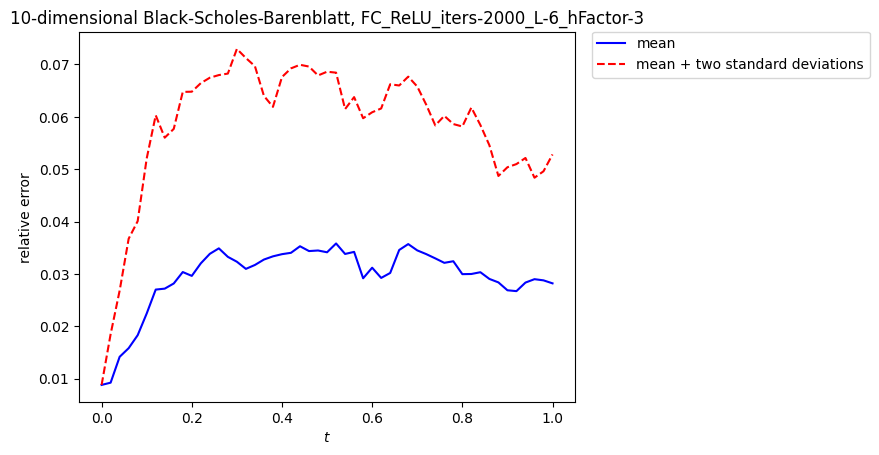 10-dimensional Black-Scholes-Barenblatt, FC_ReLU_iters-2000_L-6_hFactor-3
mean
mean + two standard deviations
relative error
0.07
0.06
0.05
0.04
0.03
0.02
0.01
0.0 0.2 0.4 0.6 0.8 1.0
t